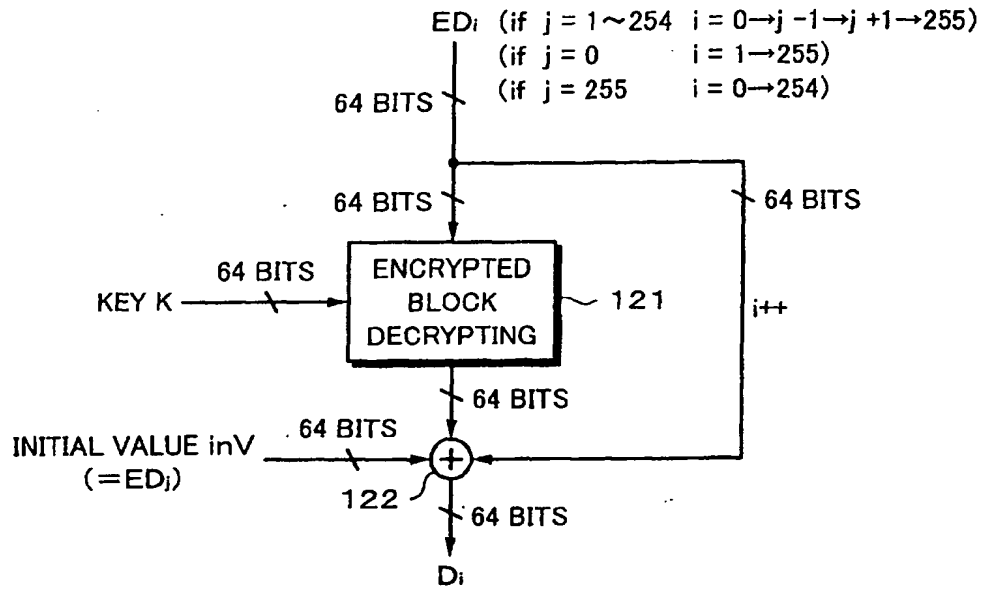 EDi (if j = 1～254 i = 0→j -1→j +1→255)
(if j = 0 i = 1→255)
(if j = 255 i = 0→254)
64 BITS
64 BITS
64 BITS
64 BITS
KEY K
ENCRYPTED
BLOCK
DECRYPTING
121
i++
64 BITS
INITIAL VALUE inV
(=EDj)
64 BITS
122
64 BITS
Di